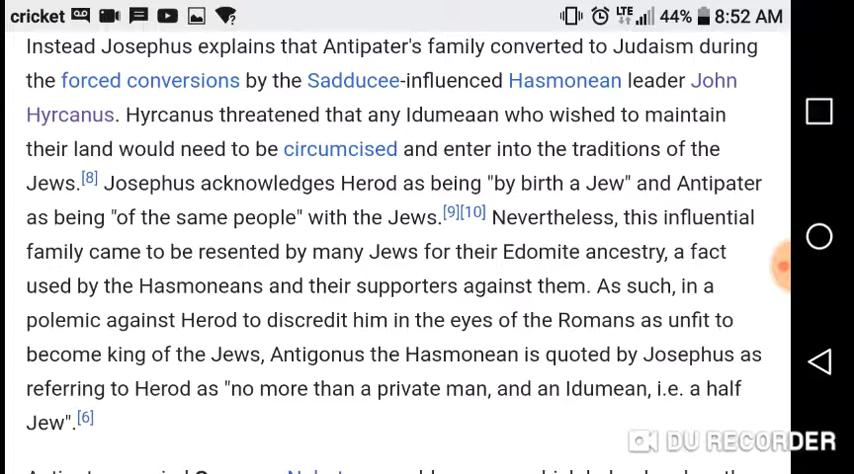 cricket LTE 44% 8:52 AM
Instead Josephus explains that Antipater's family converted to Judaism during
the forced conversions by the Sadducee-influenced Hasmonean leader John
Hyrcanus. Hyrcanus threatened that any Idumeaan who wished to maintain
their land would need to be circumcised and enter into the traditions of the
Jews.[8] Josephus acknowledges Herod as being "by birth a Jew" and Antipater
as being "of the same people" with the Jews.[9][10] Nevertheless, this influential
family came to be resented by many Jews for their Edomite ancestry, a fact
used by the Hasmoneans and their supporters against them. As such, in a
polemic against Herod to discredit him in the eyes of the Romans as unfit to
become king of the Jews, Antigonus the Hasmonean is quoted by Josephus as
referring to Herod as "no more than a private man, and an Idumean, i.e. a half
Jew".[6]
DU RECORDER